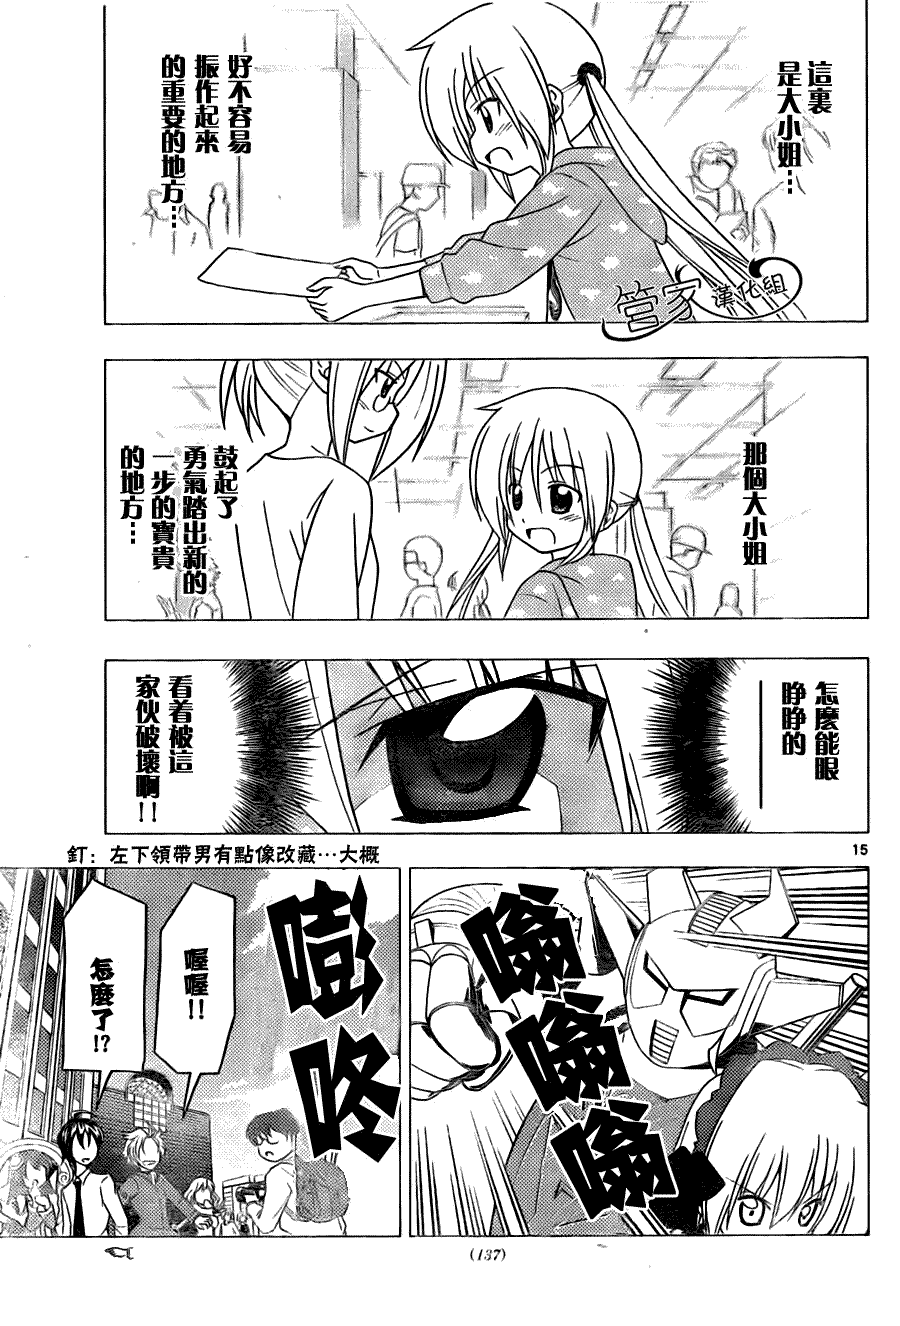 這裏
是大小姐…
好不容易
振作起來
的重要的地方…
管家 漢化組
那個大小姐
鼓起了
勇氣踏出新的
一步的寶貴
的地方…
怎麼能眼
睜睜的
看着被這
家伙破壞啊!!
15
釘：左下領帶男有點像改藏…大概
嗡嗡嗡
嘭咚
喔喔!!
怎麼了!?
(137)